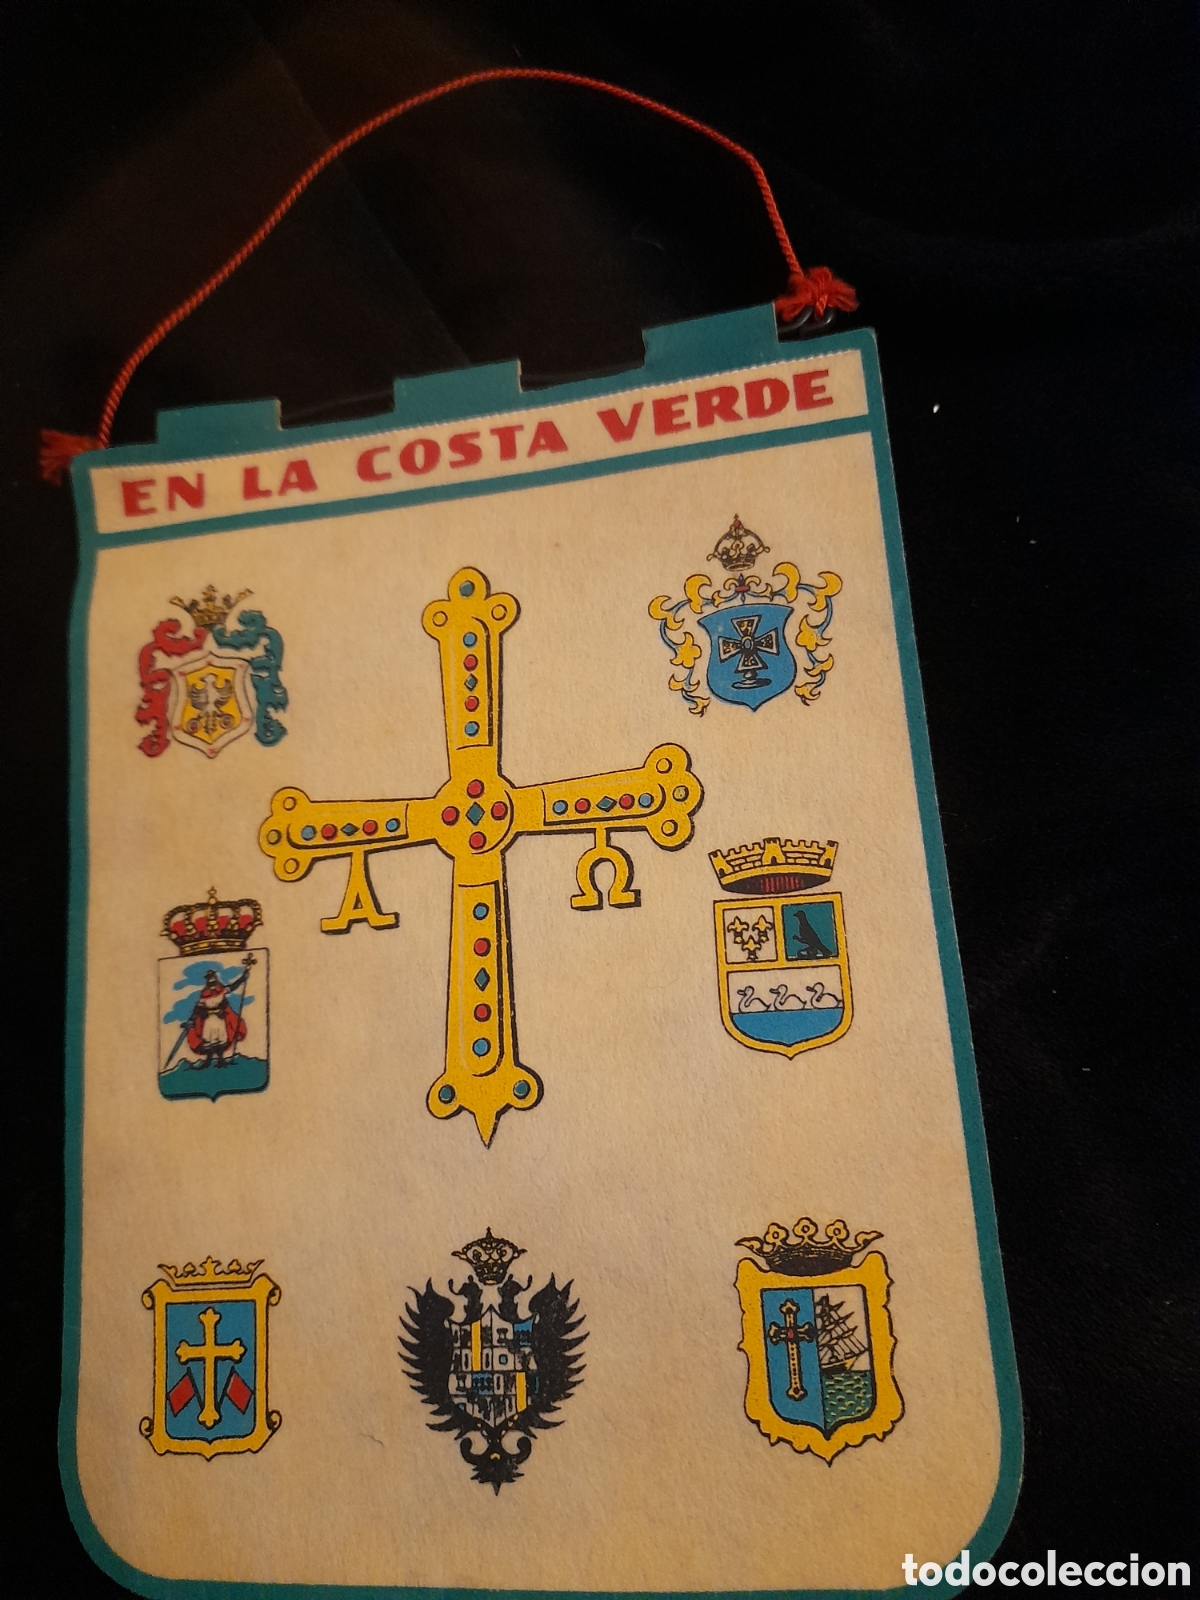 EN LA COSTA VERDE
Α Ω
todocoleccion